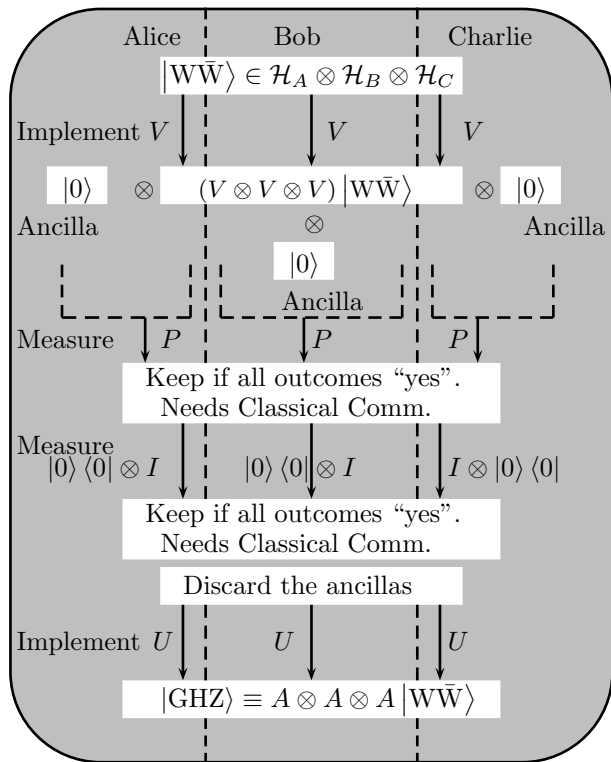 Alice Bob Charlie
|WW̄⟩ ∈ ℋ_A ⊗ ℋ_B ⊗ ℋ_C
Implement V V V
|0⟩ ⊗ (V ⊗ V ⊗ V) |WW̄⟩ ⊗ |0⟩
Ancilla ⊗ Ancilla
|0⟩
Ancilla
Measure P P P
Keep if all outcomes “yes”.
Needs Classical Comm.
Measure
|0⟩ ⟨0| ⊗ I |0⟩ ⟨0| ⊗ I I ⊗ |0⟩ ⟨0|
Keep if all outcomes “yes”.
Needs Classical Comm.
Discard the ancillas
Implement U U U
|GHZ⟩ ≡ A ⊗ A ⊗ A |WW̄⟩